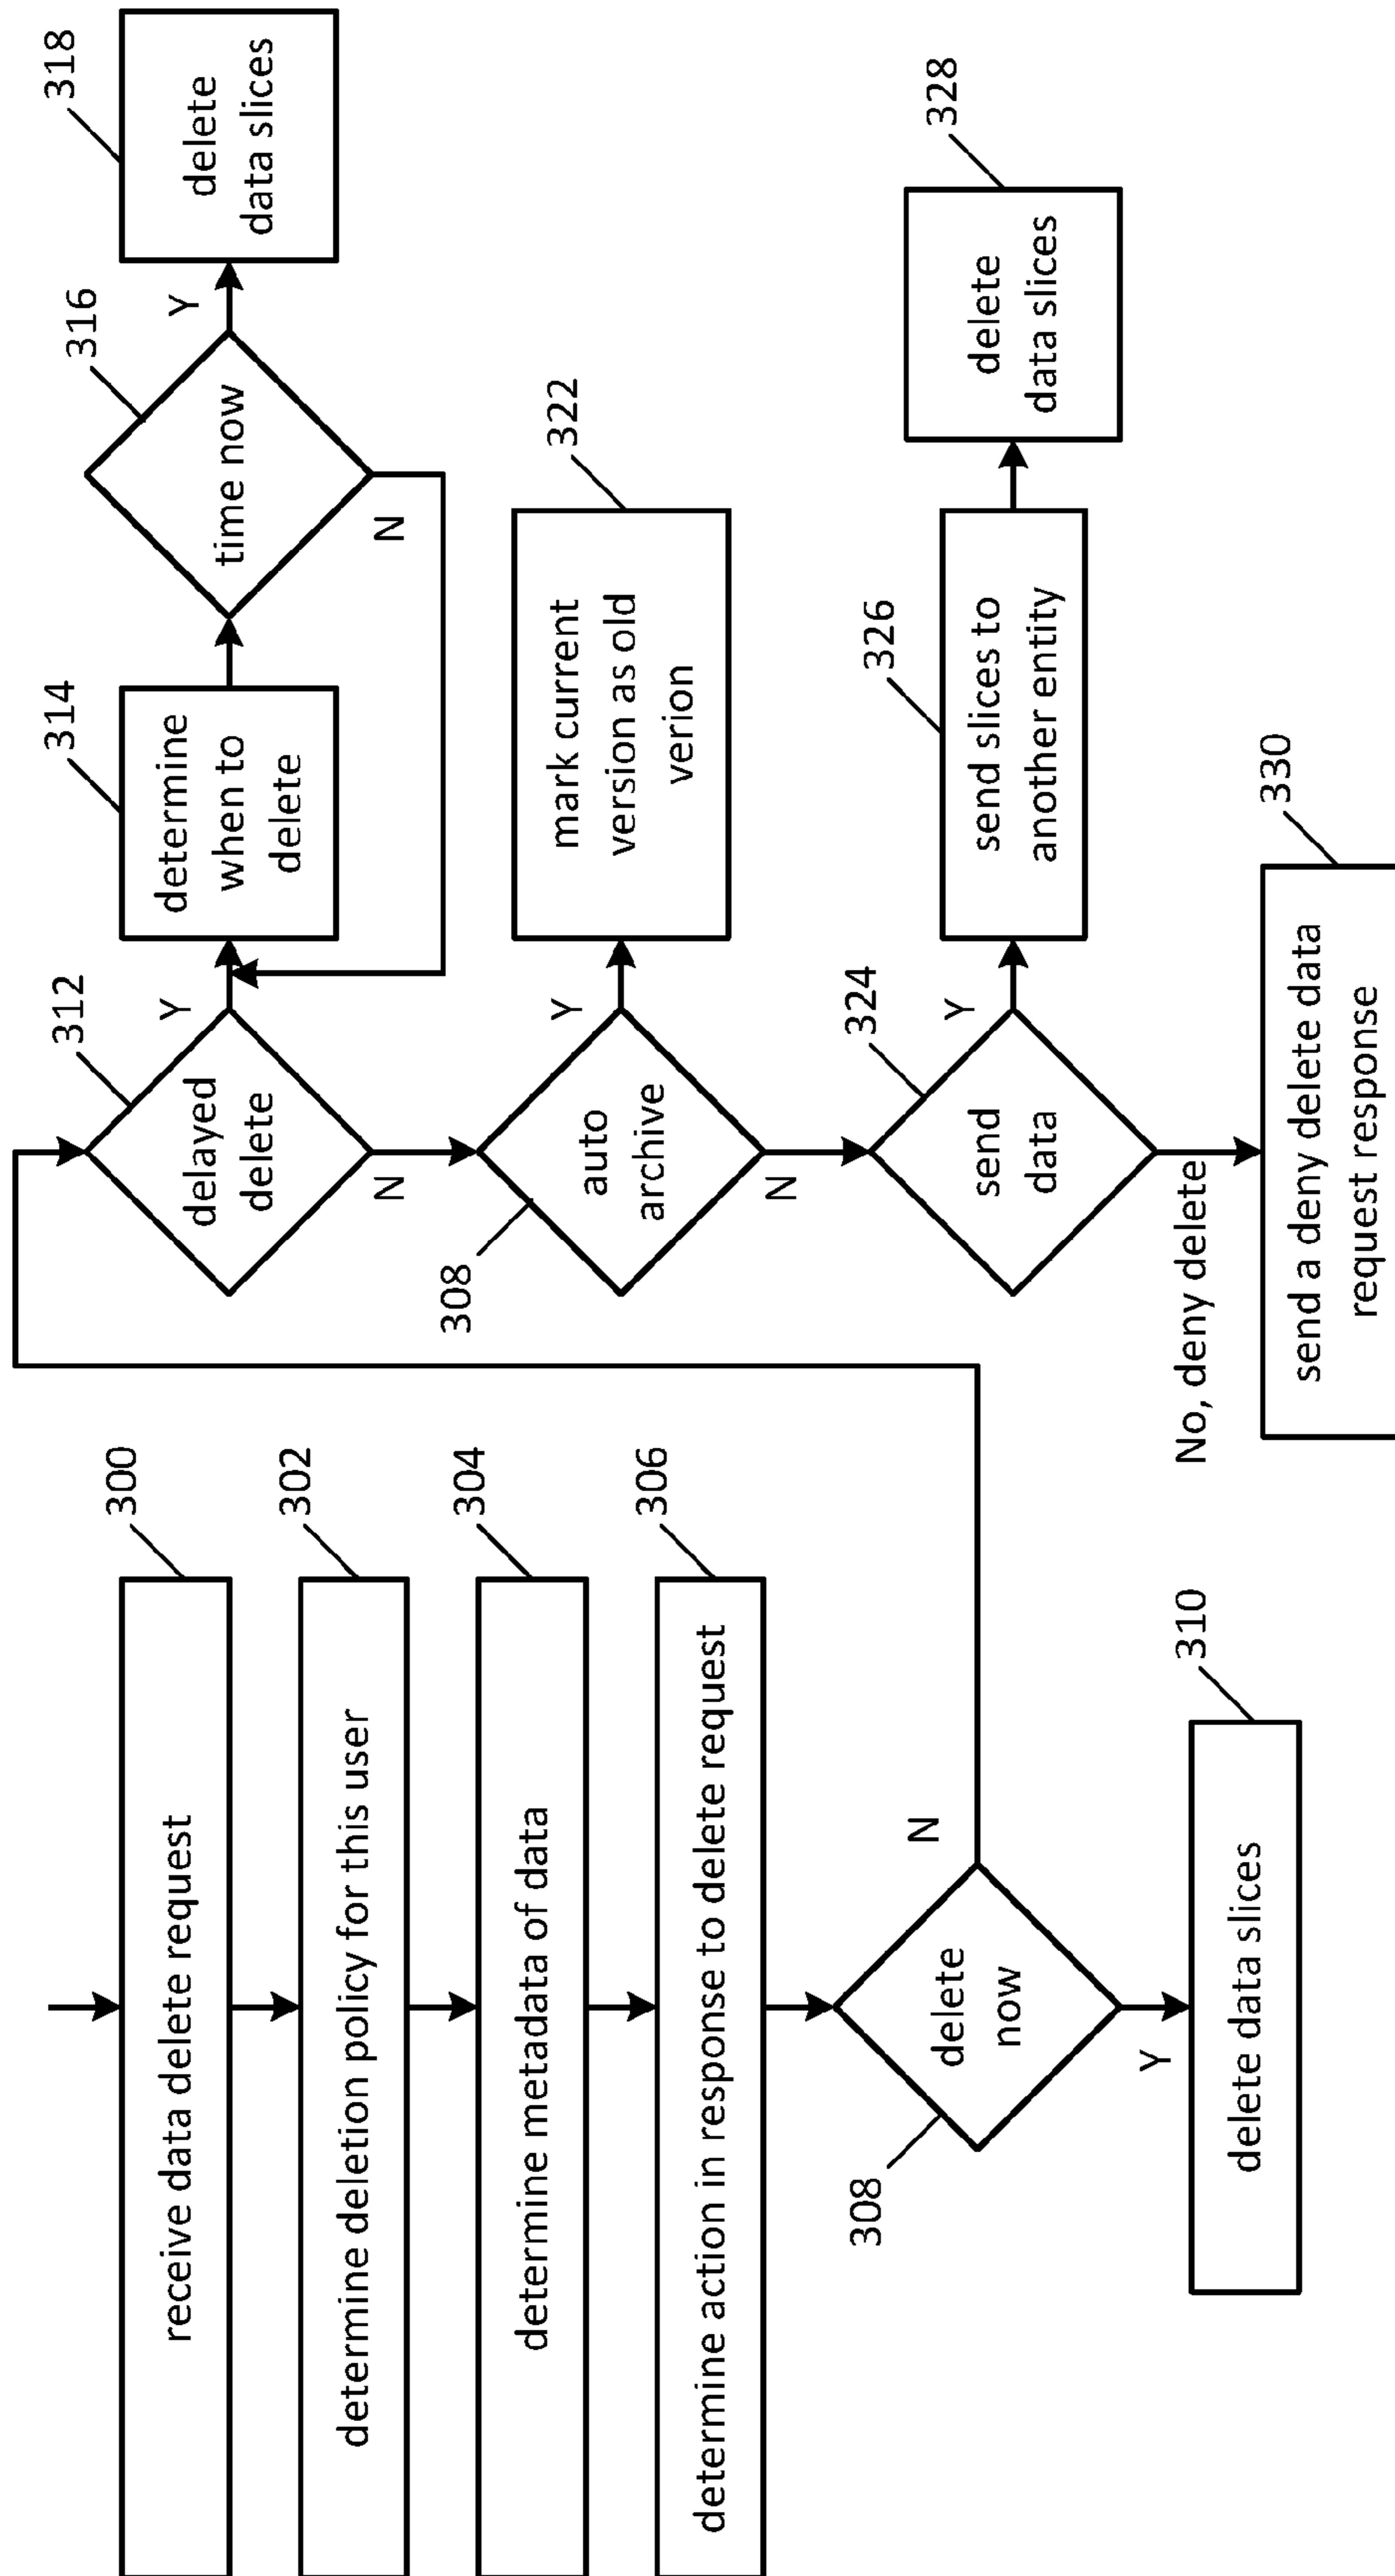 300
receive data delete request
302
determine deletion policy for this user
304
determine metadata of data
306
determine action in response to delete request
308
delete
now
N
Y
310
delete data slices
312
delayed
delete
Y
N
314
determine
when to
delete
316
time now
Y
N
318
delete
data slices
308
auto
archive
Y
N
322
mark current
version as old
verion
324
send
data
Y
No, deny delete
326
send slices to
another entity
328
delete
data slices
330
send a deny delete data
request response